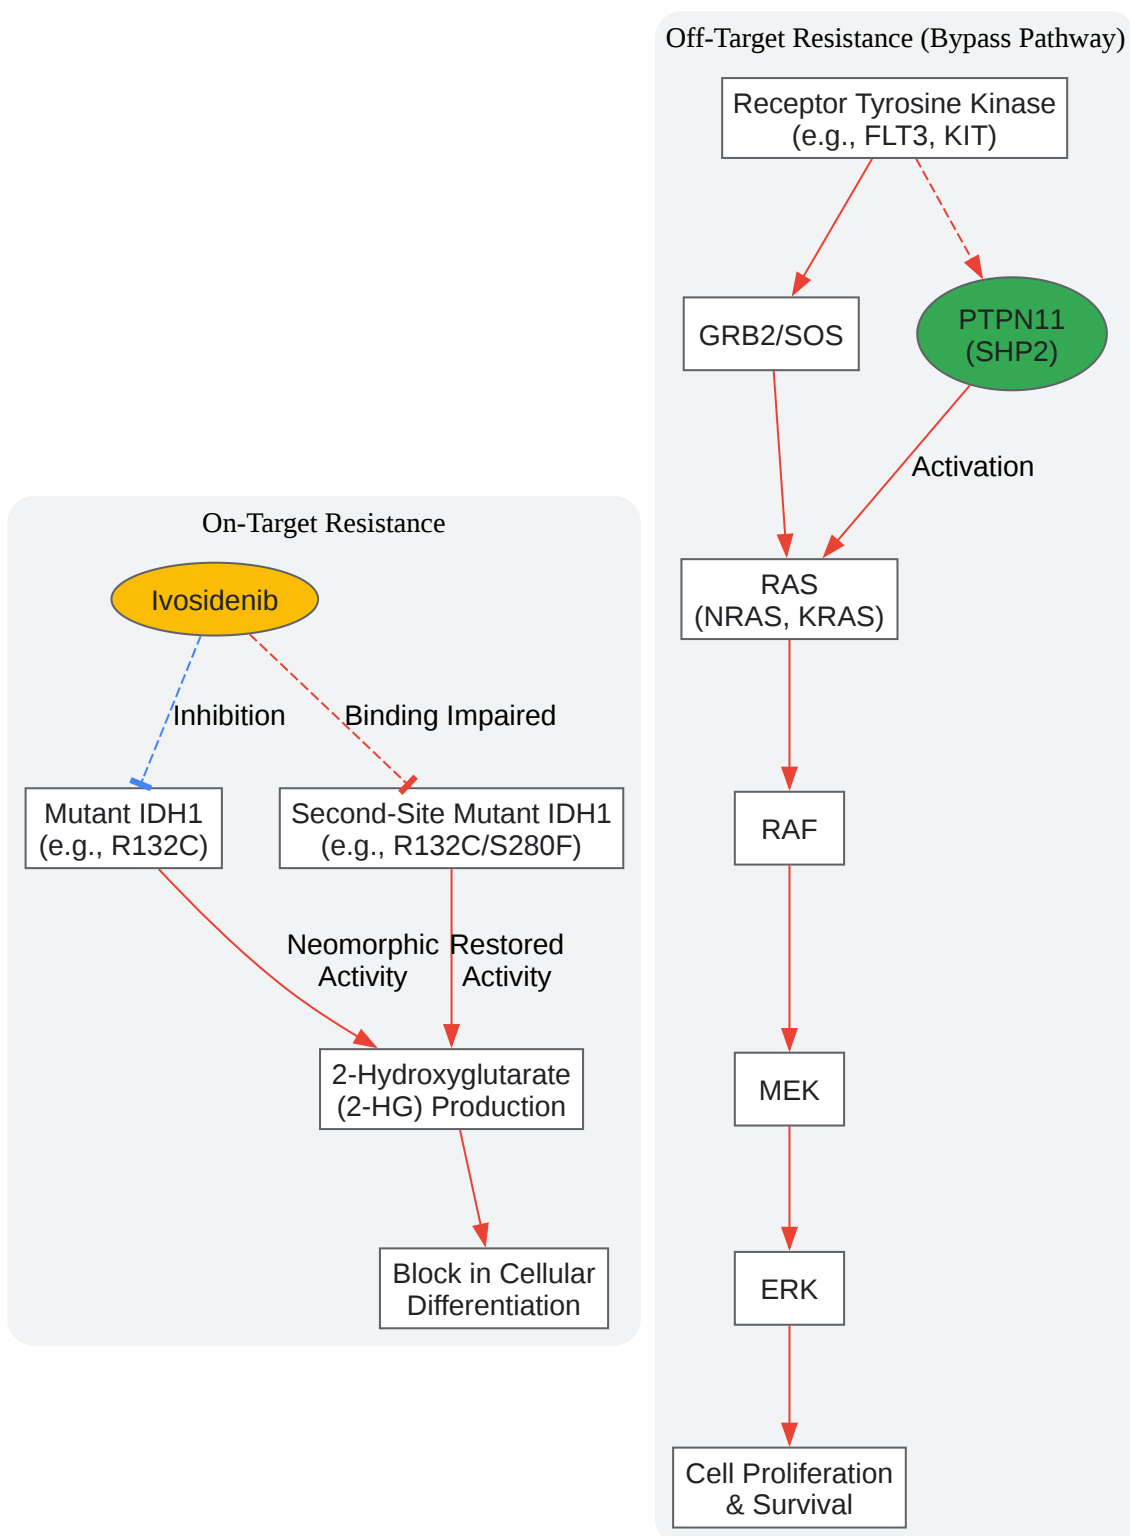 Off-Target Resistance (Bypass Pathway)
Receptor Tyrosine Kinase
(e.g., FLT3, KIT)
GRB2/SOS
PTPN11
(SHP2)
Activation
RAS
(NRAS, KRAS)
RAF
MEK
ERK
Cell Proliferation
& Survival
On-Target Resistance
Ivosidenib
Inhibition
Binding Impaired
Mutant IDH1
(e.g., R132C)
Second-Site Mutant IDH1
(e.g., R132C/S280F)
Neomorphic
Activity
Restored
Activity
2-Hydroxyglutarate
(2-HG) Production
Block in Cellular
Differentiation